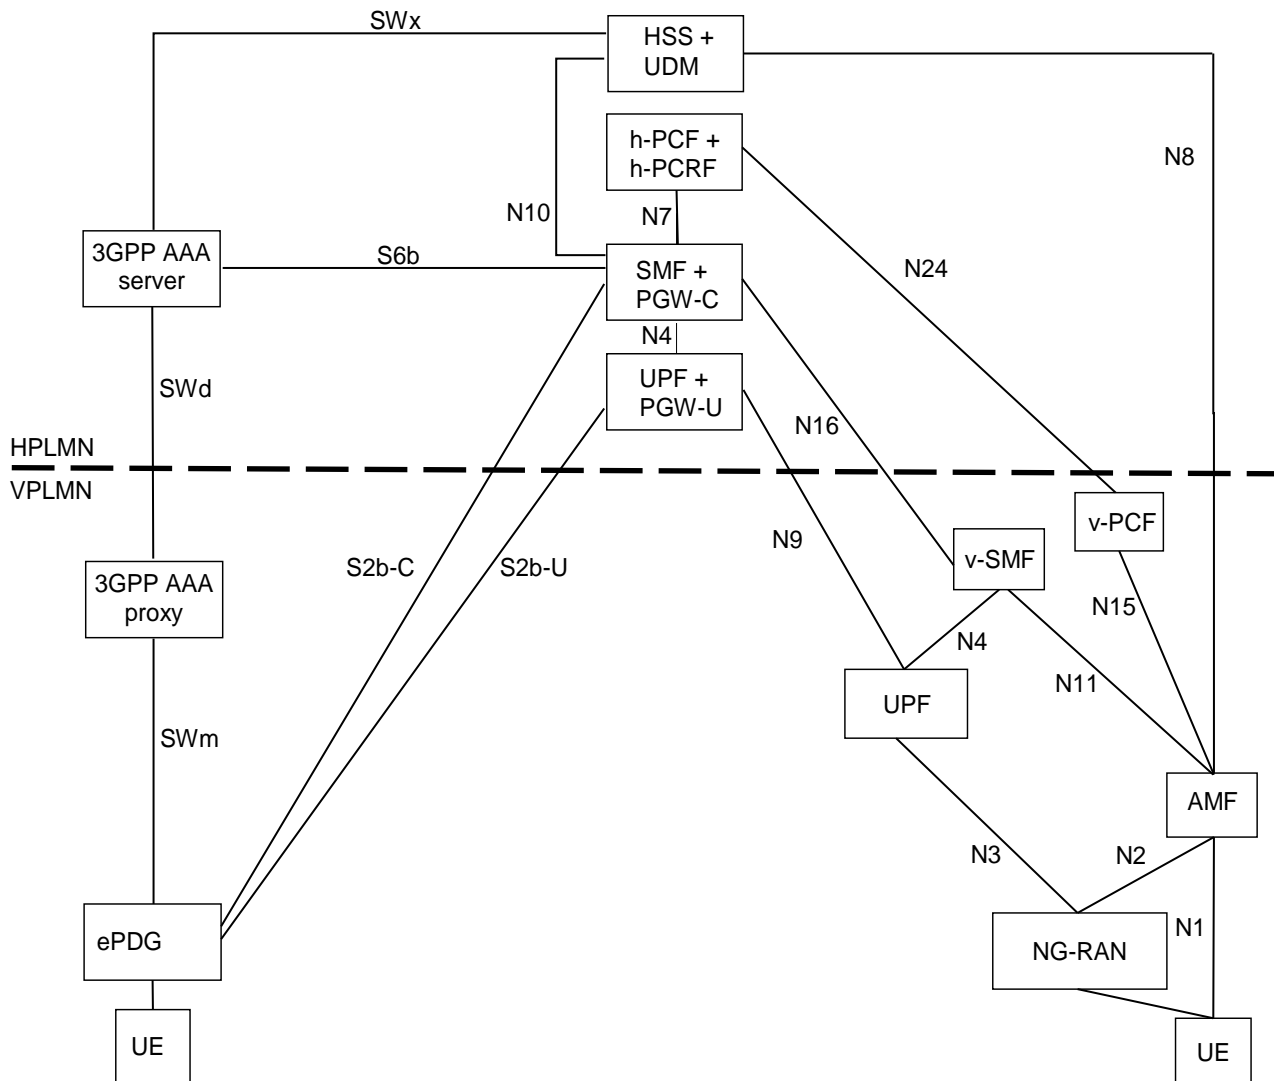 SWx
HSS +
UDM
h-PCF +
h-PCRF
N8
N10
N7
3GPP AAA
server
S6b
SMF +
PGW-C
N24
N4
SWd
UPF +
PGW-U
N16
HPLMN
VPLMN
v-PCF
N9
v-SMF
S2b-C
S2b-U
3GPP AAA
proxy
N15
N4
N11
UPF
SWm
AMF
N3
N2
ePDG
N1
NG-RAN
UE
UE